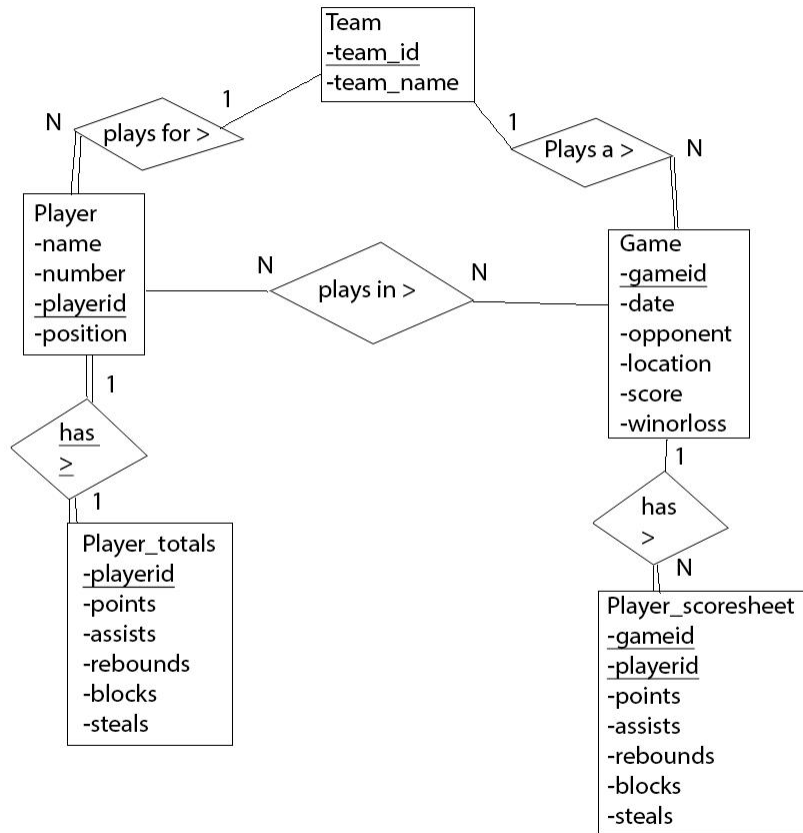 Team
-team_id
-team_name
1
N
plays for >
1
Plays a >
N
Player
-name
-number
-playerid
-position
N
plays in >
N
Game
-gameid
-date
-opponent
-location
-score
-winorloss
1
has
>
1
Player_totals
-playerid
-points
-assists
-rebounds
-blocks
-steals
1
has
>
N
Player_scoresheet
-gameid
-playerid
-points
-assists
-rebounds
-blocks
-steals